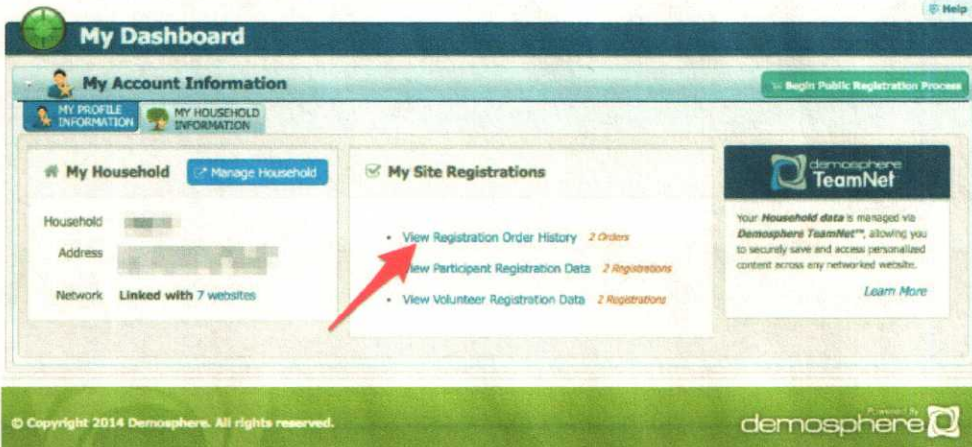 Help
My Dashboard
My Account Information
Begin Public Registration Process
MY PROFILE
INFORMATION
MY HOUSEHOLD
INFORMATION
My Household
Manage Household
Household
Address
Network Linked with 7 websites
My Site Registrations
• View Registration Order History 2 Orders
View Participant Registration Data 2 Registrations
• View Volunteer Registration Data 2 Registrations
demosphere
TeamNet
Your Household data is managed via
Demosphere TeamNet™, allowing you
to securely save and access personalized
content across any networked website.
Learn More
© Copyright 2014 Demosphere. All rights reserved.
Powered By
demosphere